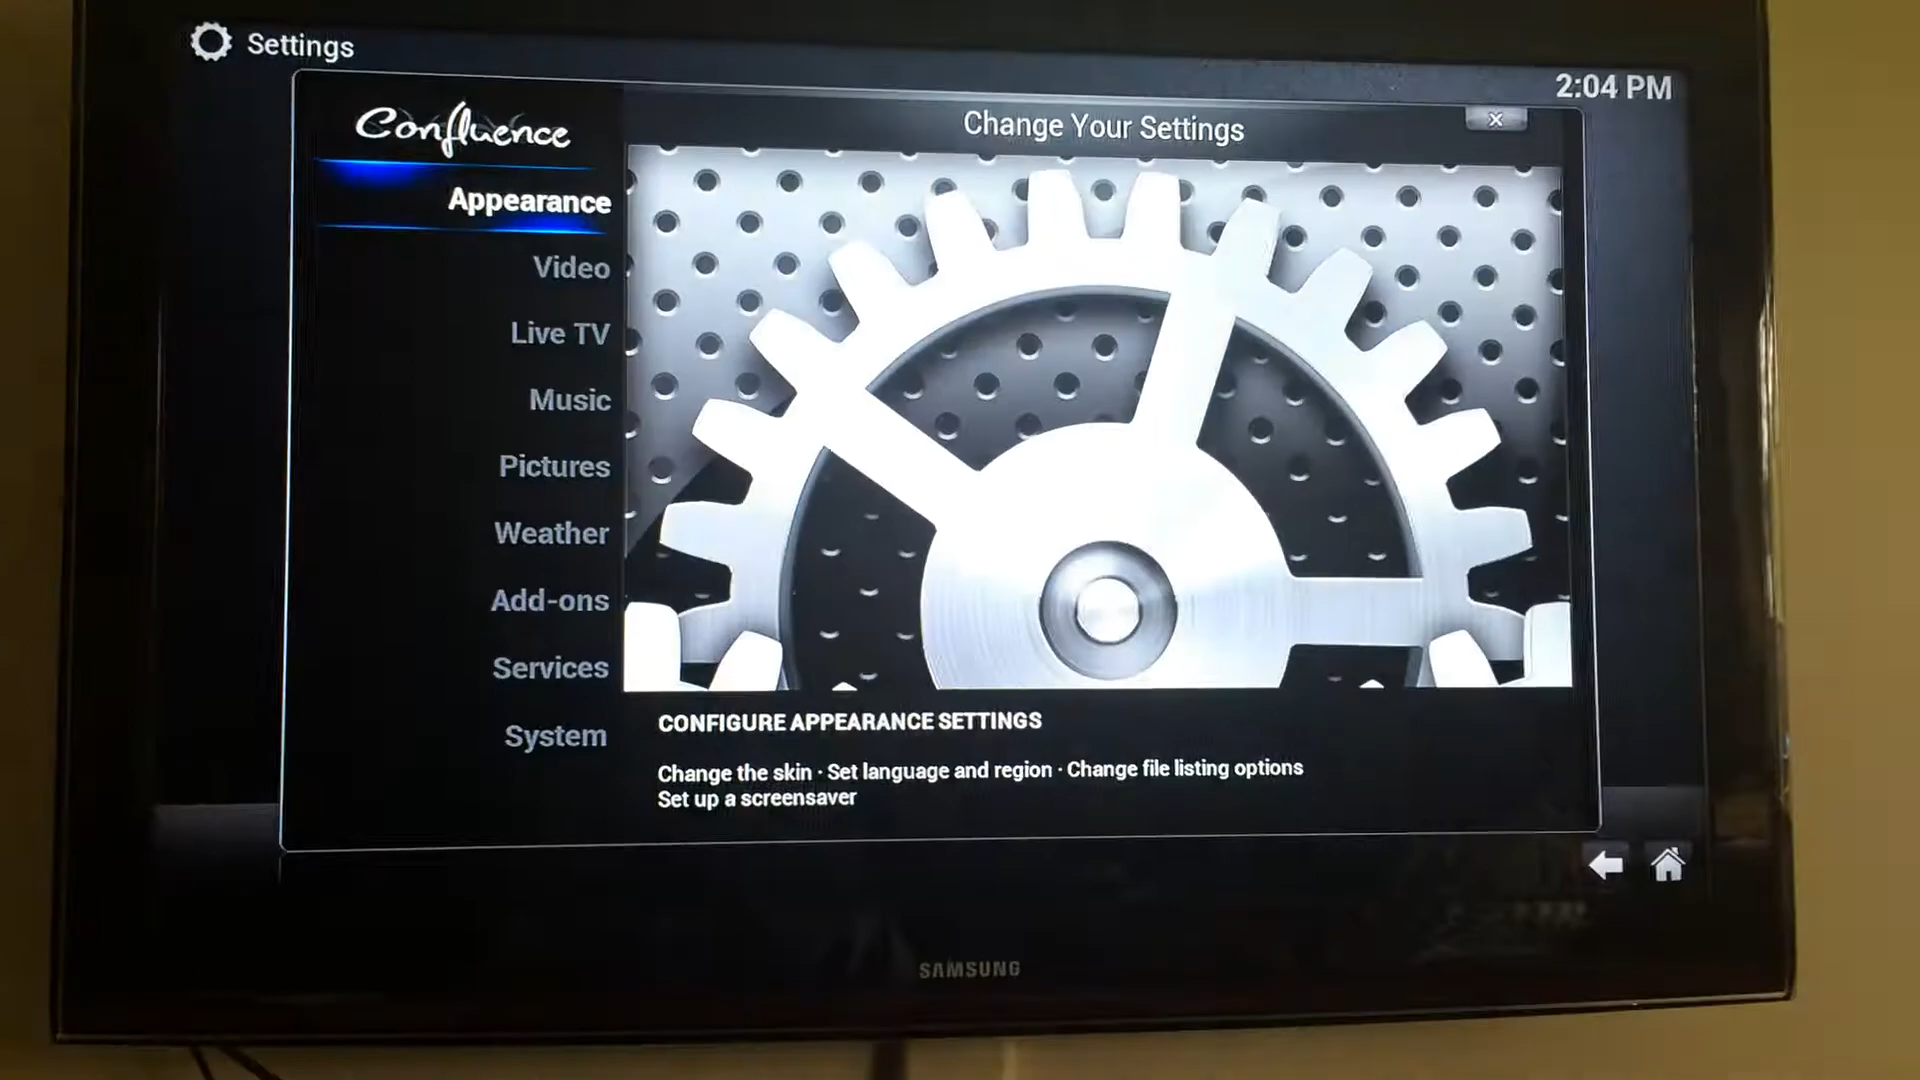 Settings
2:04 PM
Confluence
Change Your Settings
x
Appearance
Video
Live TV
Music
Pictures
Weather
Add-ons
Services
System
CONFIGURE APPEARANCE SETTINGS
Change the skin · Set language and region · Change file listing options
Set up a screensaver
SAMSUNG